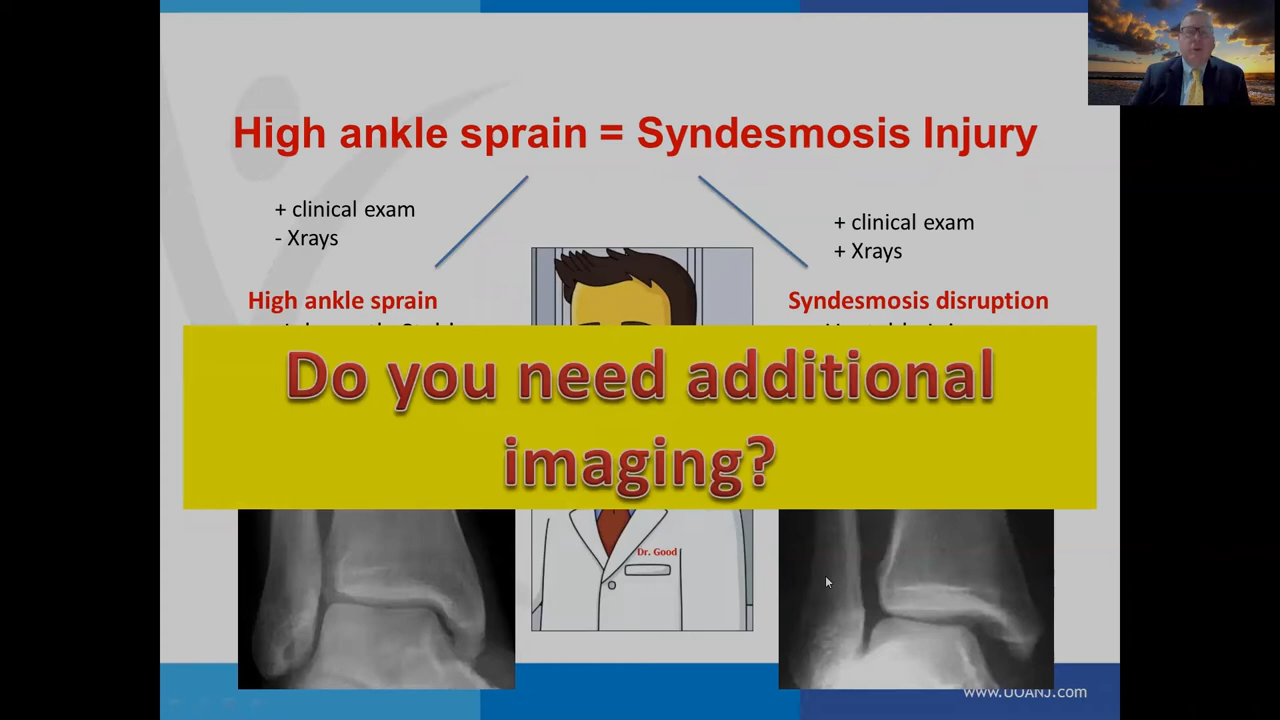 High ankle sprain = Syndesmosis Injury
+ clinical exam
- Xrays
+ clinical exam
+ Xrays
High ankle sprain
Syndesmosis disruption
Do you need additional
imaging?
Dr. Good
www.UOANJ.com